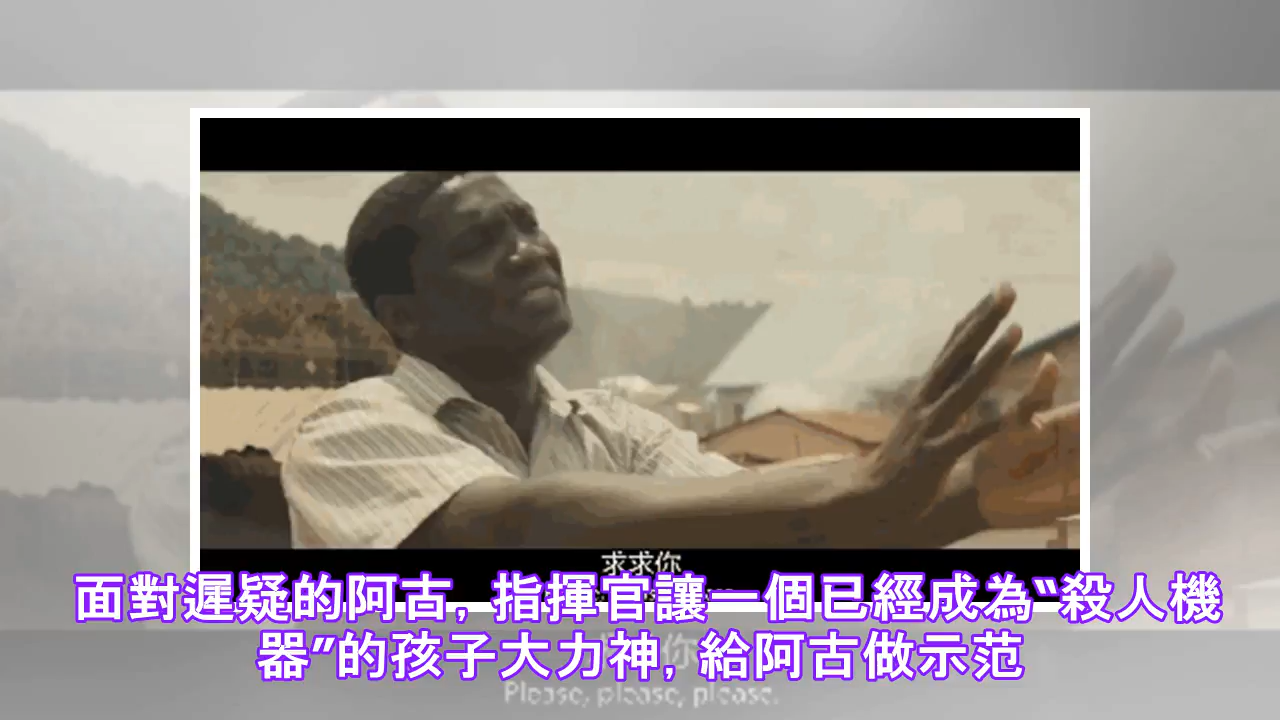 求求你
面對遲疑的阿古, 指揮官讓一個已經成為“殺人機
器”的孩子大力神, 給阿古做示范
你
Please, please, please.